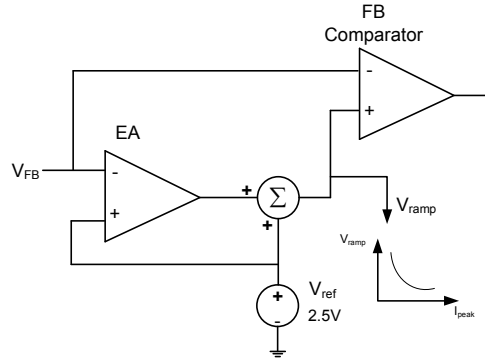 FB
Comparator
-
+
EA
V_FB
-
+
+
Σ
+
V_ramp
V_ramp
I_peak
+
-
V_ref
2.5V